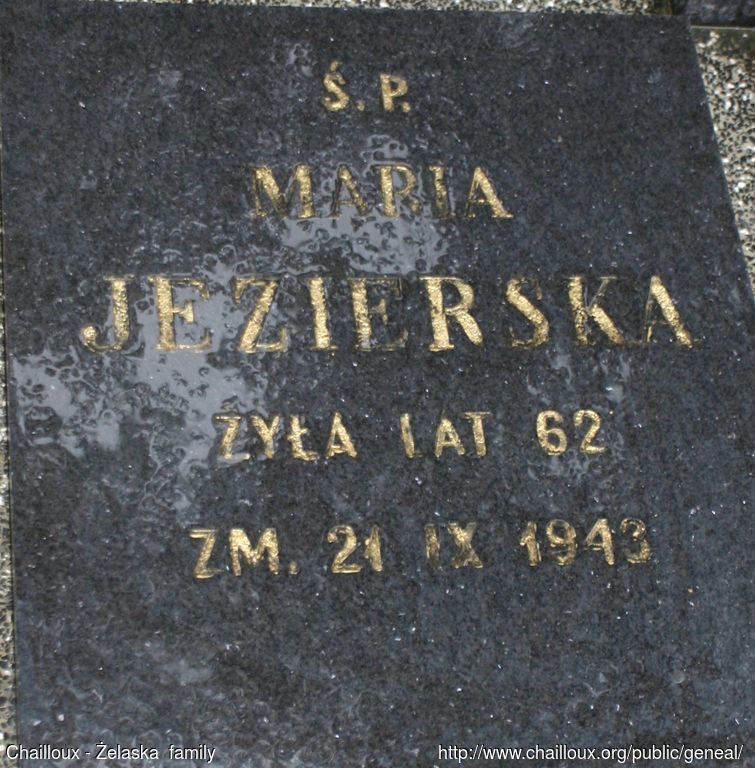 Ś. P.
MARIA
JEZIERSKA
ŻYŁA LAT 62
ZM. 21 IX 1943
Chailloux - Żelaska family
http://www.chailloux.org/public/geneal/